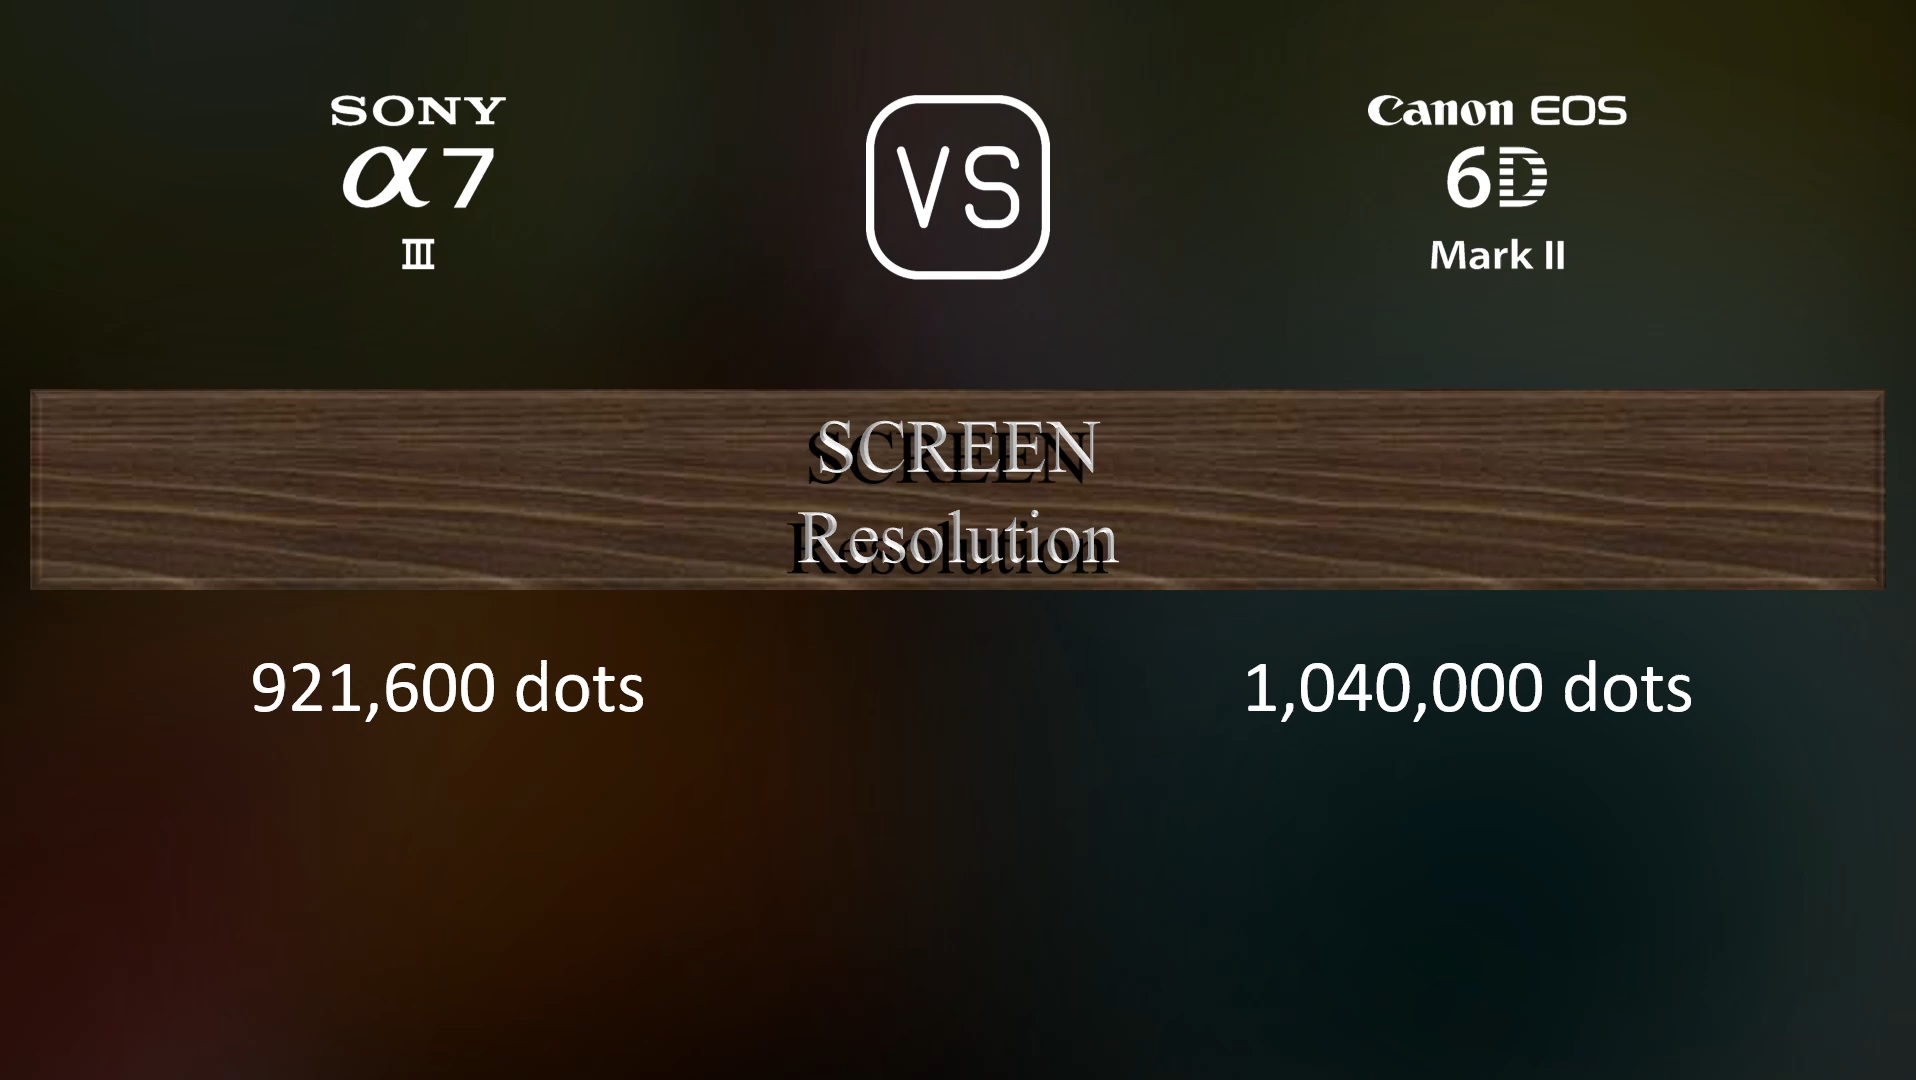 SONY
α7
III
VS
Canon EOS
6D
Mark II
SCREEN
Resolution
921,600 dots
1,040,000 dots